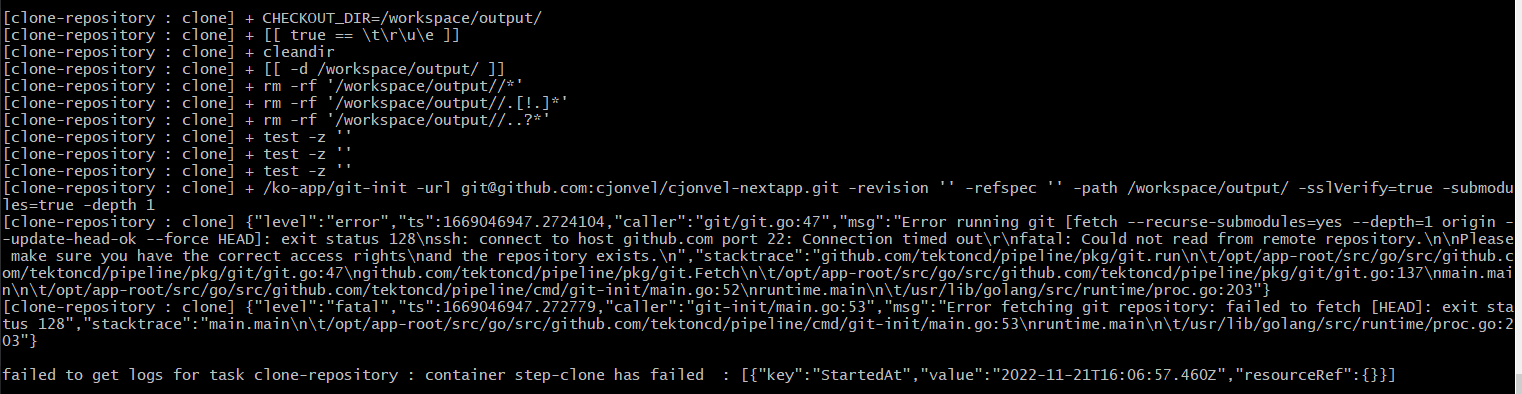 [clone-repository : clone] + CHECKOUT_DIR=/workspace/output/
[clone-repository : clone] + [[ true == \t\r\u\e ]]
[clone-repository : clone] + cleandir
[clone-repository : clone] + [[ -d /workspace/output/ ]]
[clone-repository : clone] + rm -rf '/workspace/output//*'
[clone-repository : clone] + rm -rf '/workspace/output//.[!.]*'
[clone-repository : clone] + rm -rf '/workspace/output//..?*'
[clone-repository : clone] + test -z ''
[clone-repository : clone] + test -z ''
[clone-repository : clone] + test -z ''
[clone-repository : clone] + /ko-app/git-init -url git@github.com:cjonvel/cjonvel-nextapp.git -revision '' -refspec '' -path /workspace/output/ -sslVerify=true -submodu
les=true -depth 1
[clone-repository : clone] {"level":"error","ts":1669046947.2724104,"caller":"git/git.go:47","msg":"Error running git [fetch --recurse-submodules=yes --depth=1 origin -
-update-head-ok --force HEAD]: exit status 128\nssh: connect to host github.com port 22: Connection timed out\r\nfatal: Could not read from remote repository.\n\nPlease
 make sure you have the correct access rights\nand the repository exists.\n","stacktrace":"github.com/tektoncd/pipeline/pkg/git.run\n\t/opt/app-root/src/go/src/github.c
om/tektoncd/pipeline/pkg/git/git.go:47\ngithub.com/tektoncd/pipeline/pkg/git.Fetch\n\t/opt/app-root/src/go/src/github.com/tektoncd/pipeline/pkg/git/git.go:137\nmain.mai
n\n\t/opt/app-root/src/go/src/github.com/tektoncd/pipeline/cmd/git-init/main.go:52\nruntime.main\n\t/usr/lib/golang/src/runtime/proc.go:203"}
[clone-repository : clone] {"level":"fatal","ts":1669046947.272779,"caller":"git-init/main.go:53","msg":"Error fetching git repository: failed to fetch [HEAD]: exit sta
tus 128","stacktrace":"main.main\n\t/opt/app-root/src/go/src/github.com/tektoncd/pipeline/cmd/git-init/main.go:53\nruntime.main\n\t/usr/lib/golang/src/runtime/proc.go:2
03"}
failed to get logs for task clone-repository : container step-clone has failed  : [{"key":"StartedAt","value":"2022-11-21T16:06:57.460Z","resourceRef":{}}]